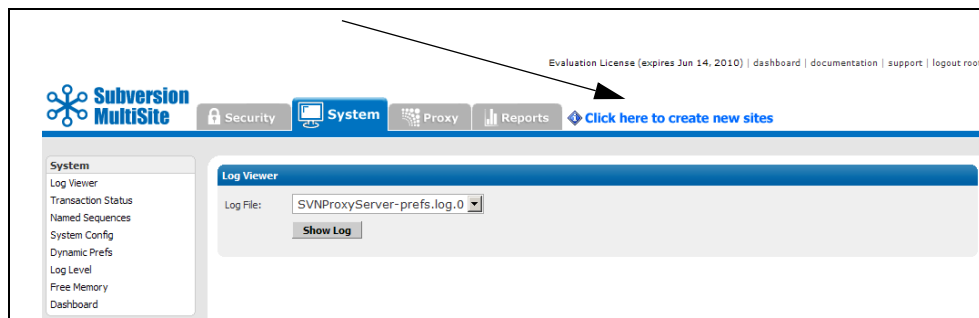 Evaluation License (expires Jun 14, 2010) | dashboard | documentation | support | logout root
Subversion
MultiSite
Security
System
Proxy
Reports
Click here to create new sites
System
Log Viewer
Transaction Status
Named Sequences
System Config
Dynamic Prefs
Log Level
Free Memory
Dashboard
Log Viewer
Log File: SVNProxyServer-prefs.log.0
Show Log